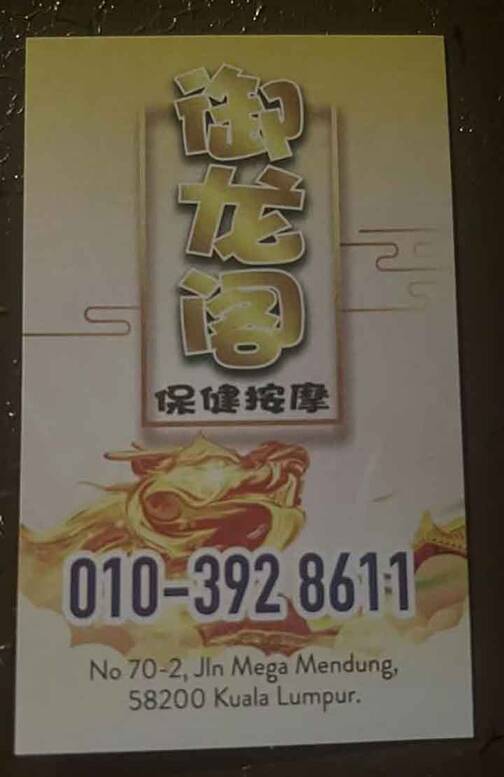 御龙阁
保健按摩
010-392 8611
No 70-2, Jln Mega Mendung,
58200 Kuala Lumpur.